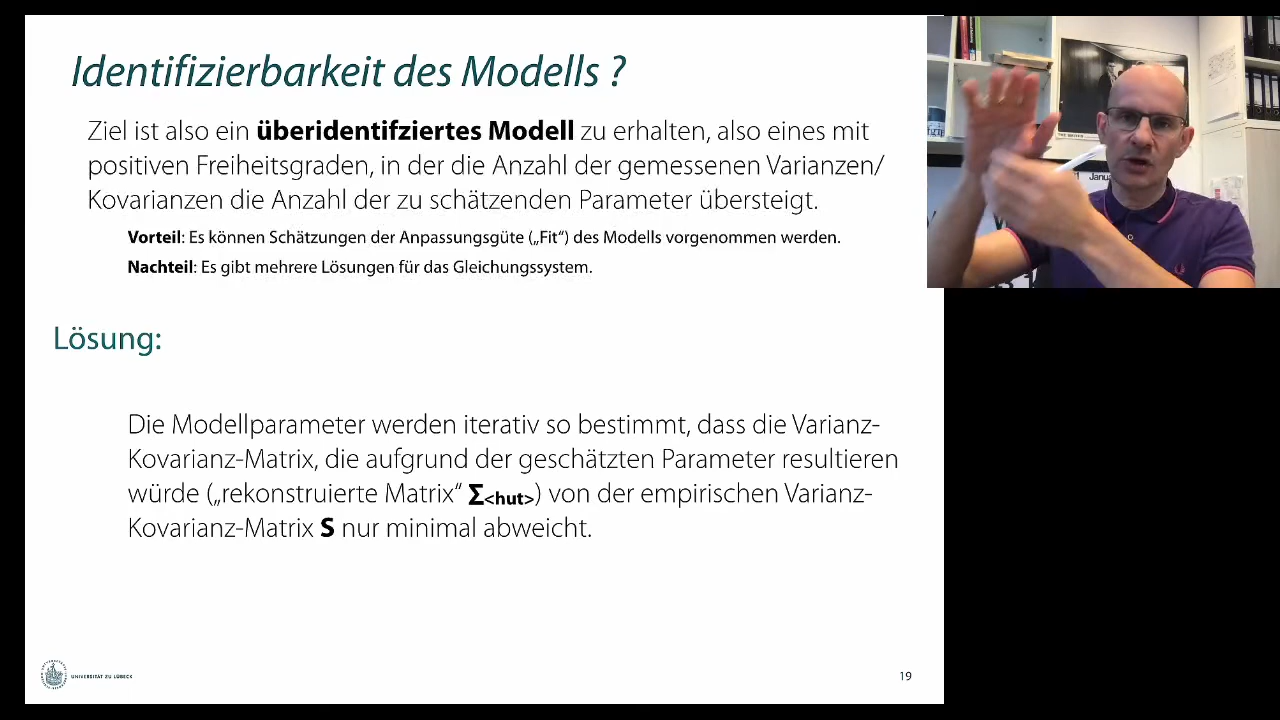 Identifizierbarkeit des Modells ?
Ziel ist also ein überidentifziertes Modell zu erhalten, also eines mit
positiven Freiheitsgraden, in der die Anzahl der gemessenen Varianzen/
Kovarianzen die Anzahl der zu schätzenden Parameter übersteigt.
Vorteil: Es können Schätzungen der Anpassungsgüte („Fit“) des Modells vorgenommen werden.
Nachteil: Es gibt mehrere Lösungen für das Gleichungssystem.
Lösung:
Die Modellparameter werden iterativ so bestimmt, dass die Varianz-
Kovarianz-Matrix, die aufgrund der geschätzten Parameter resultieren
würde („rekonstruierte Matrix“ Σ<hut>) von der empirischen Varianz-
Kovarianz-Matrix S nur minimal abweicht.
UNIVERSITÄT ZU LÜBECK
19